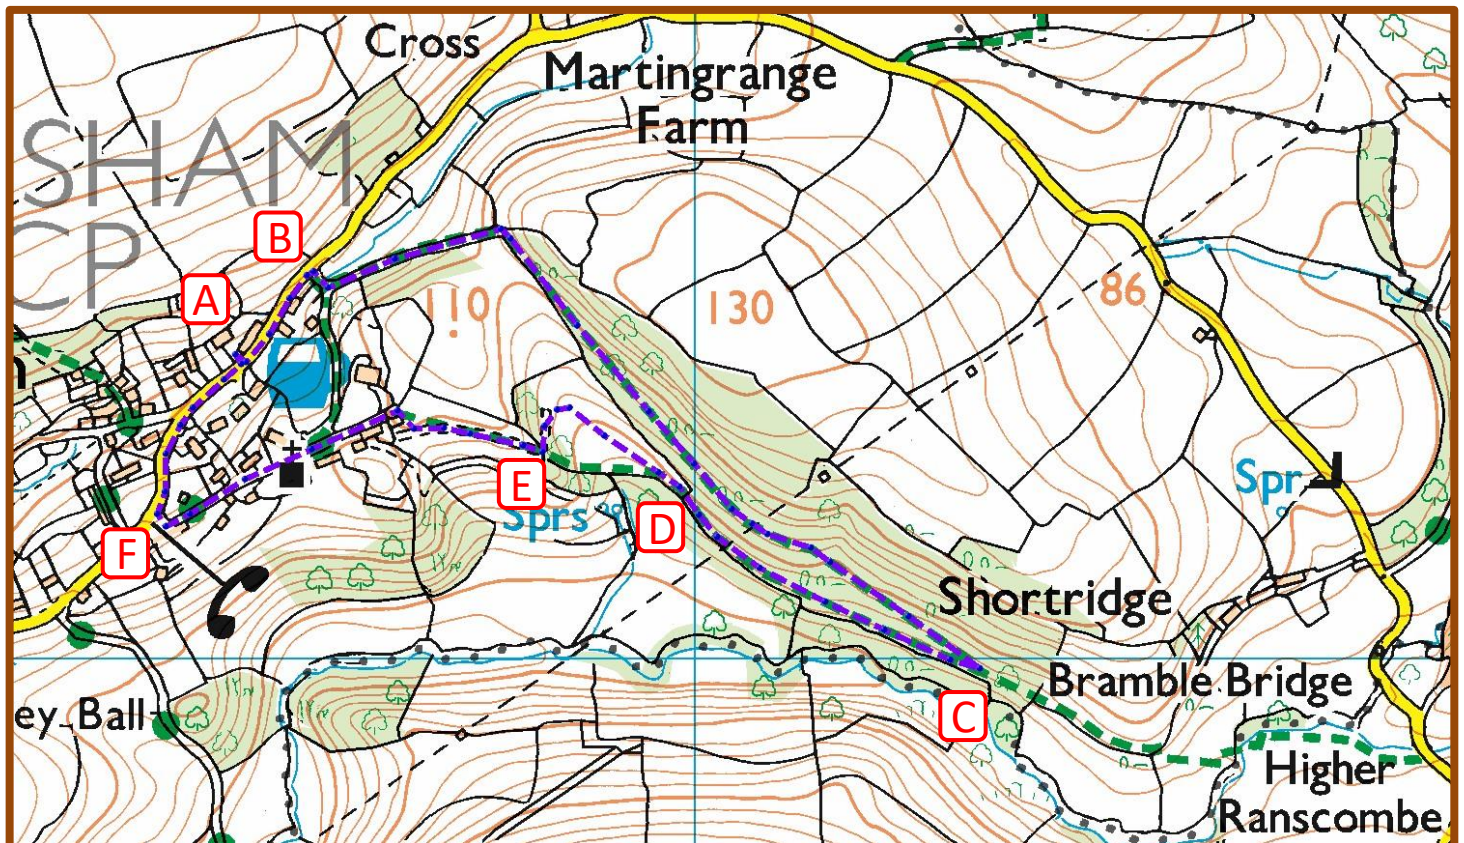 Cross
Martingrange
Farm
SHAM
CP
B
A
110
130
86
E
Sprs
D
F
Spr
Shortridge
Bramble Bridge
C
ey Ball
Higher
Ranscombe